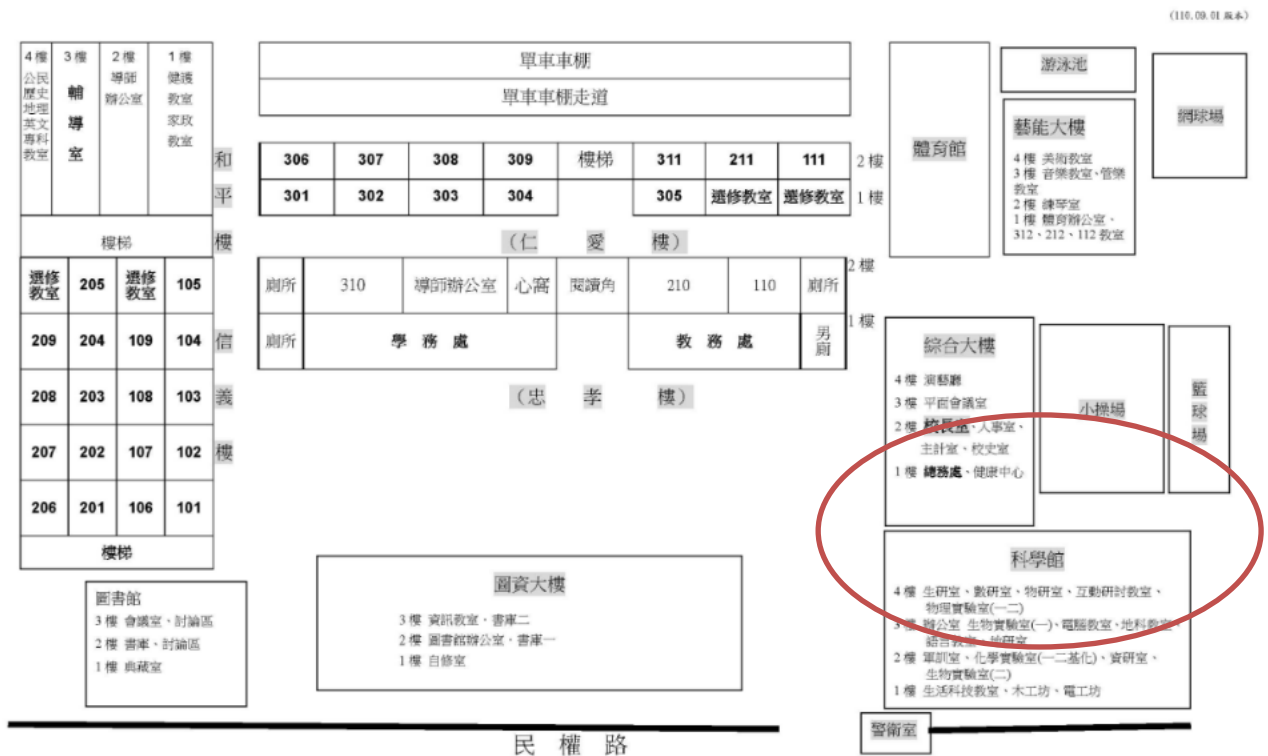 (110.09.01 版本)
4樓
公民
歷史
地理
英文
專科
教室
3樓
輔
導
室
2樓
導師
辦公室
1樓
健護
教室
家政
教室
和
平
樓
樓梯
單車車棚
單車車棚走道
306 307 308 309 樓梯 311 211 111 2樓
301 302 303 304 305 選修教室 選修教室 1樓
(仁 愛 樓)
廁所 310 導師辦公室 心窩 閱讀角 210 110 廁所 2樓
廁所 學務處 教務處 男廁 1樓
(忠 孝 樓)
選修教室 205 選修教室 105
209 204 109 104
208 203 108 103
207 202 107 102
206 201 106 101
信
義
樓
樓梯
體育館
游泳池
藝能大樓
4樓 美術教室
3樓 音樂教室、管樂
教室
2樓 練琴室
1樓 體育辦公室、
312、212、112 教室
網球場
綜合大樓
4樓 演藝廳
3樓 平面會議室
2樓 校長室、人事室、
主計室、校史室
1樓 總務處、健康中心
小操場
籃
球
場
科學館
4樓 生研室、數研室、物研室、互動研討教室、
物理實驗室(一二)
3樓 辦公室 生物實驗室(一)、電腦教室、地科教室、
語言教室、地研室
2樓 軍訓室、化學實驗室(一二基化)、資研室、
生物實驗室(二)
1樓 生活科技教室、木工坊、電工坊
圖書館
3樓 會議室、討論區
2樓 書庫、討論區
1樓 典藏室
圖資大樓
3樓 資訊教室．書庫二
2樓 圖書館辦公室．書庫一
1樓 自修室
警衛室
民 權 路